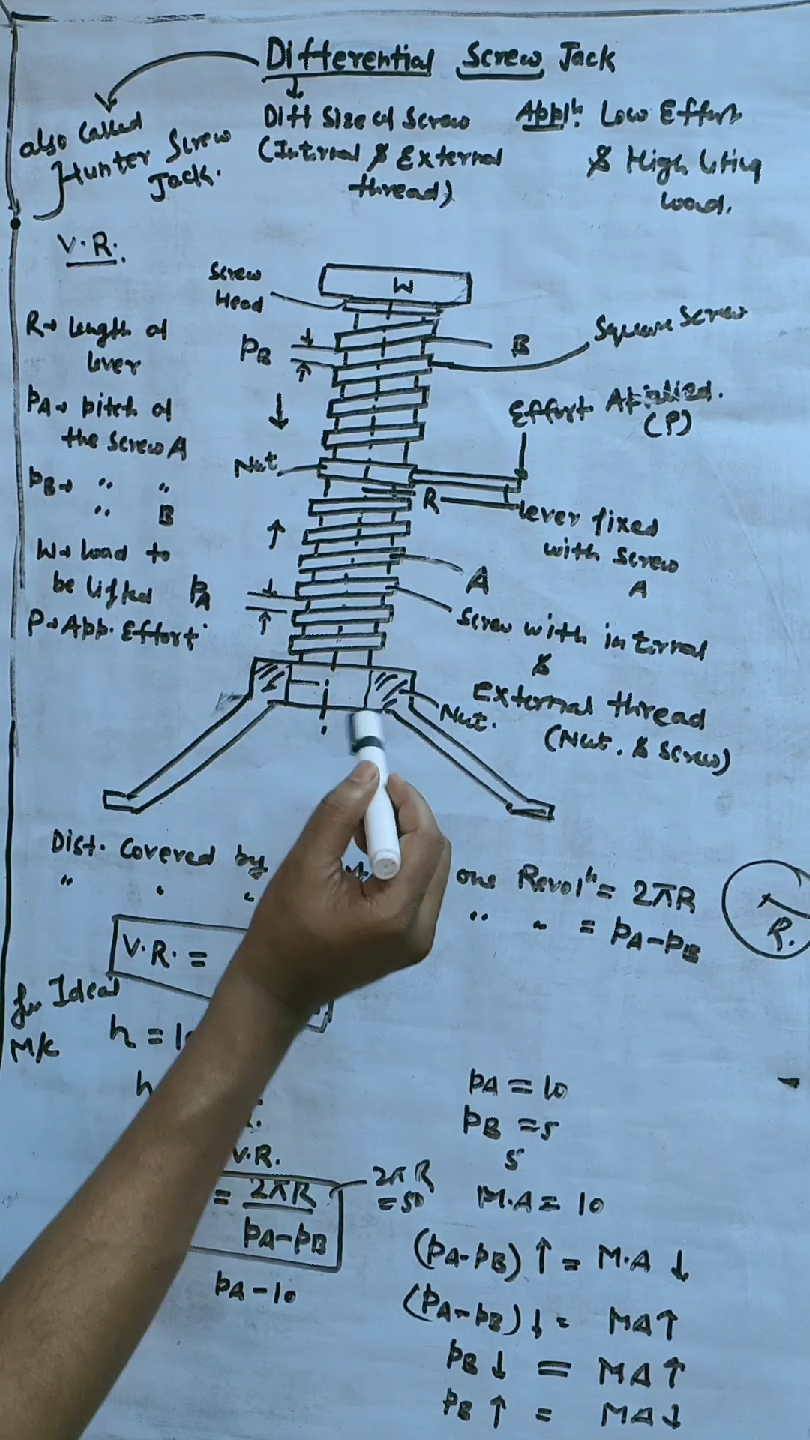 Differential Screw Jack
also called
Hunter Screw
Jack.
Diff Size of Screw
(Internal & External
thread)
Appl.n Low Effort
& High lifting
Load.
V.R.
R→ Length of
lever
PA→ pitch of
the screw A
PB→ " "
" B
W→ Load to
be lifted
P→ App. Effort
W
Screw
Head
PB
B
Square Screw
Effort Applied.
(P)
Nut
R
lever fixed
with screw
A
A
PA
Screw with internal
&
External thread
(Nut. & Screw)
Nut.
Dist. Covered by
one Revoln = 2πR
" " " " " = PA-PB
R.
V.R. =
for Ideal
M/c
V.R.
= 2πR
PA-PB
2πR
= 50
PA-10
PA = 10
PB = 5
5
M.A = 10
(PA-PB) ↑ = M.A ↓
(PA-PB) ↓ = MA ↑
PB ↓ = MA ↑
PB ↑ = MA ↓